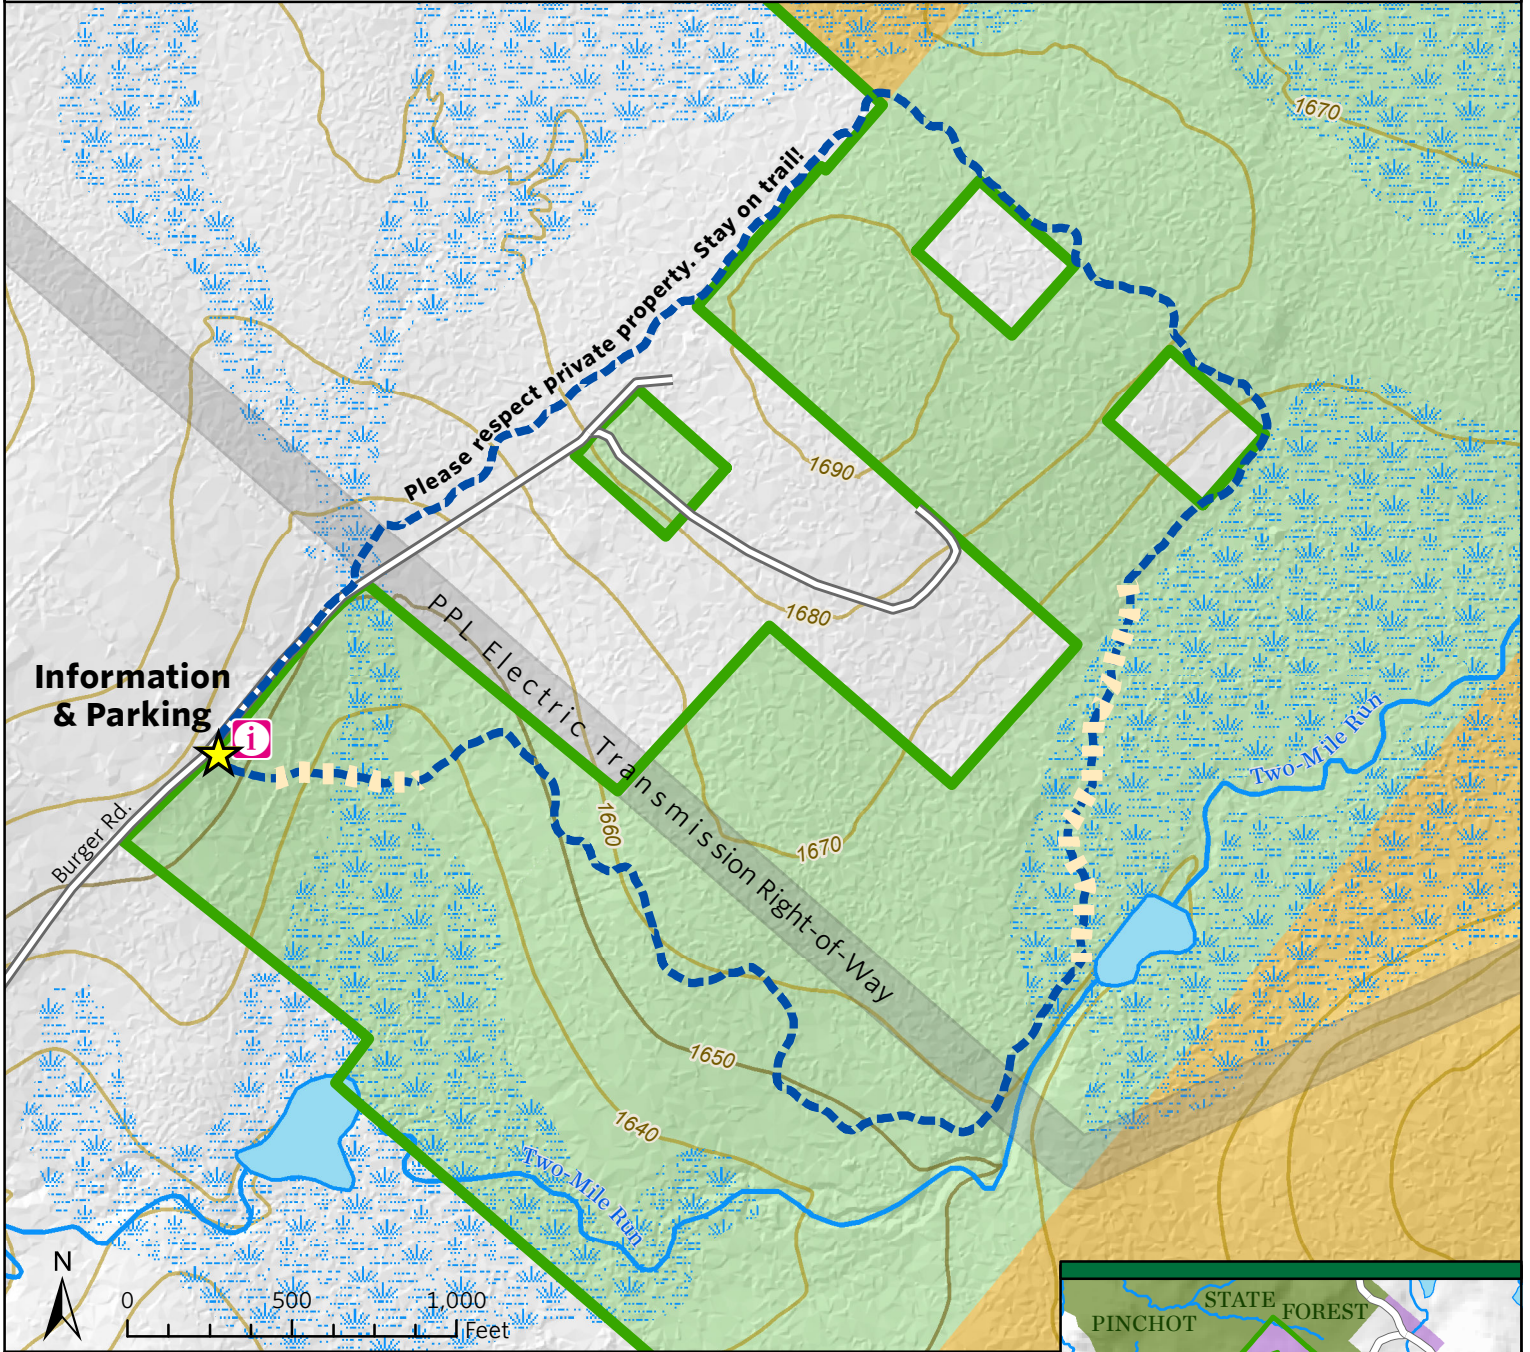 1670
Please respect private property. Stay on trail!
1690
1680
PPL Electric Transmission Right-of-Way
Information
& Parking
i
Two-Mile Run
Burger Rd.
1660
1670
1650
1640
Two-Mile Run
N
0 500 1,000
Feet
STATE FOREST
PINCHOT